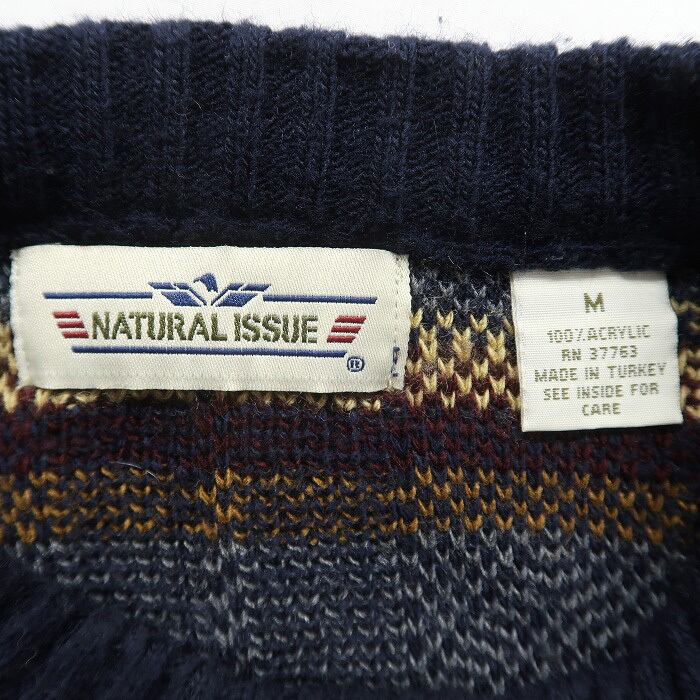 NATURAL ISSUE
®
M
100% ACRYLIC
RN 37763
MADE IN TURKEY
SEE INSIDE FOR
CARE